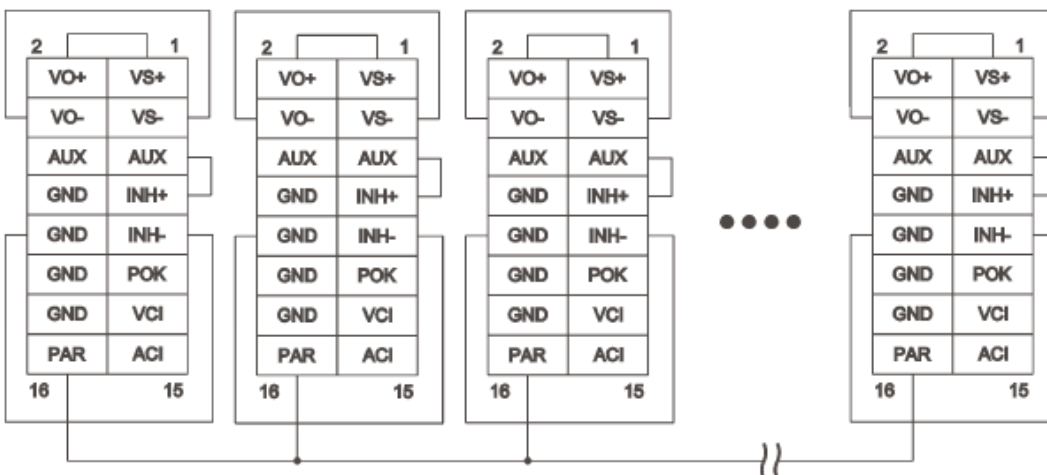 2 1 2 1 2 1 2 1
VO+ VS+ VO+ VS+ VO+ VS+ VO+ VS+
VO- VS- VO- VS- VO- VS- VO- VS-
AUX AUX AUX AUX AUX AUX AUX AUX
GND INH+ GND INH+ GND INH+ GND INH+
GND INH- GND INH- GND INH- GND INH-
GND POK GND POK GND POK GND POK
GND VCI GND VCI GND VCI GND VCI
PAR ACI PAR ACI PAR ACI PAR ACI
16 15 16 15 16 15 16 15